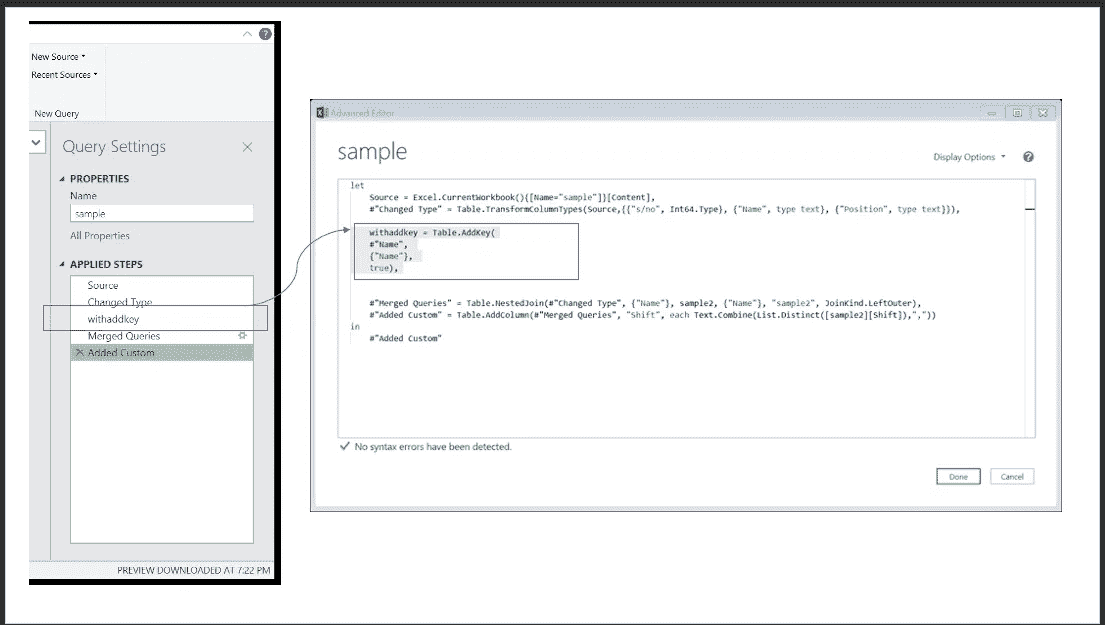 New Source
Recent Sources
New Query
Query Settings
PROPERTIES
Name
sample
All Properties
APPLIED STEPS
Source
Changed Type
withaddkey
Merged Queries
Added Custom
PREVIEW DOWNLOADED AT 7:22 PM
Advanced Editor
sample
Display Options
let
Source = Excel.CurrentWorkbook(){[Name="sample"]}[Content],
#"Changed Type" = Table.TransformColumnTypes(Source,{{"s/no", Int64.Type}, {"Name", type text}, {"Position", type text}}),
withaddkey = Table.AddKey(
#"Name",
{"Name"},
true),
#"Merged Queries" = Table.NestedJoin(#"Changed Type", {"Name"}, sample2, {"Name"}, "sample2", JoinKind.LeftOuter),
#"Added Custom" = Table.AddColumn(#"Merged Queries", "Shift", each Text.Combine(List.Distinct([sample2][Shift]),","))
in
#"Added Custom"
No syntax errors have been detected.
Done
Cancel